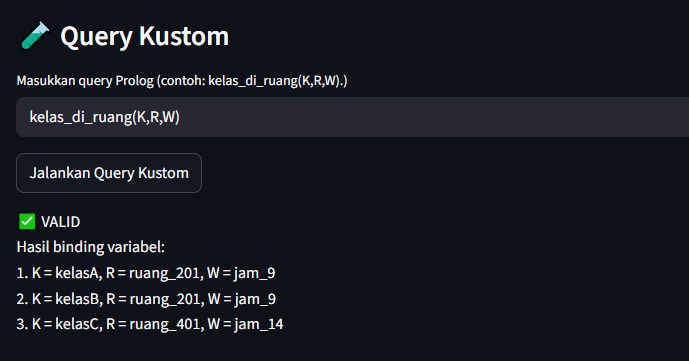 Query Kustom
Masukkan query Prolog (contoh: kelas_di_ruang(K,R,W).)
kelas_di_ruang(K,R,W)
Jalankan Query Kustom
VALID
Hasil binding variabel:
1. K = kelasA, R = ruang_201, W = jam_9
2. K = kelasB, R = ruang_201, W = jam_9
3. K = kelasC, R = ruang_401, W = jam_14